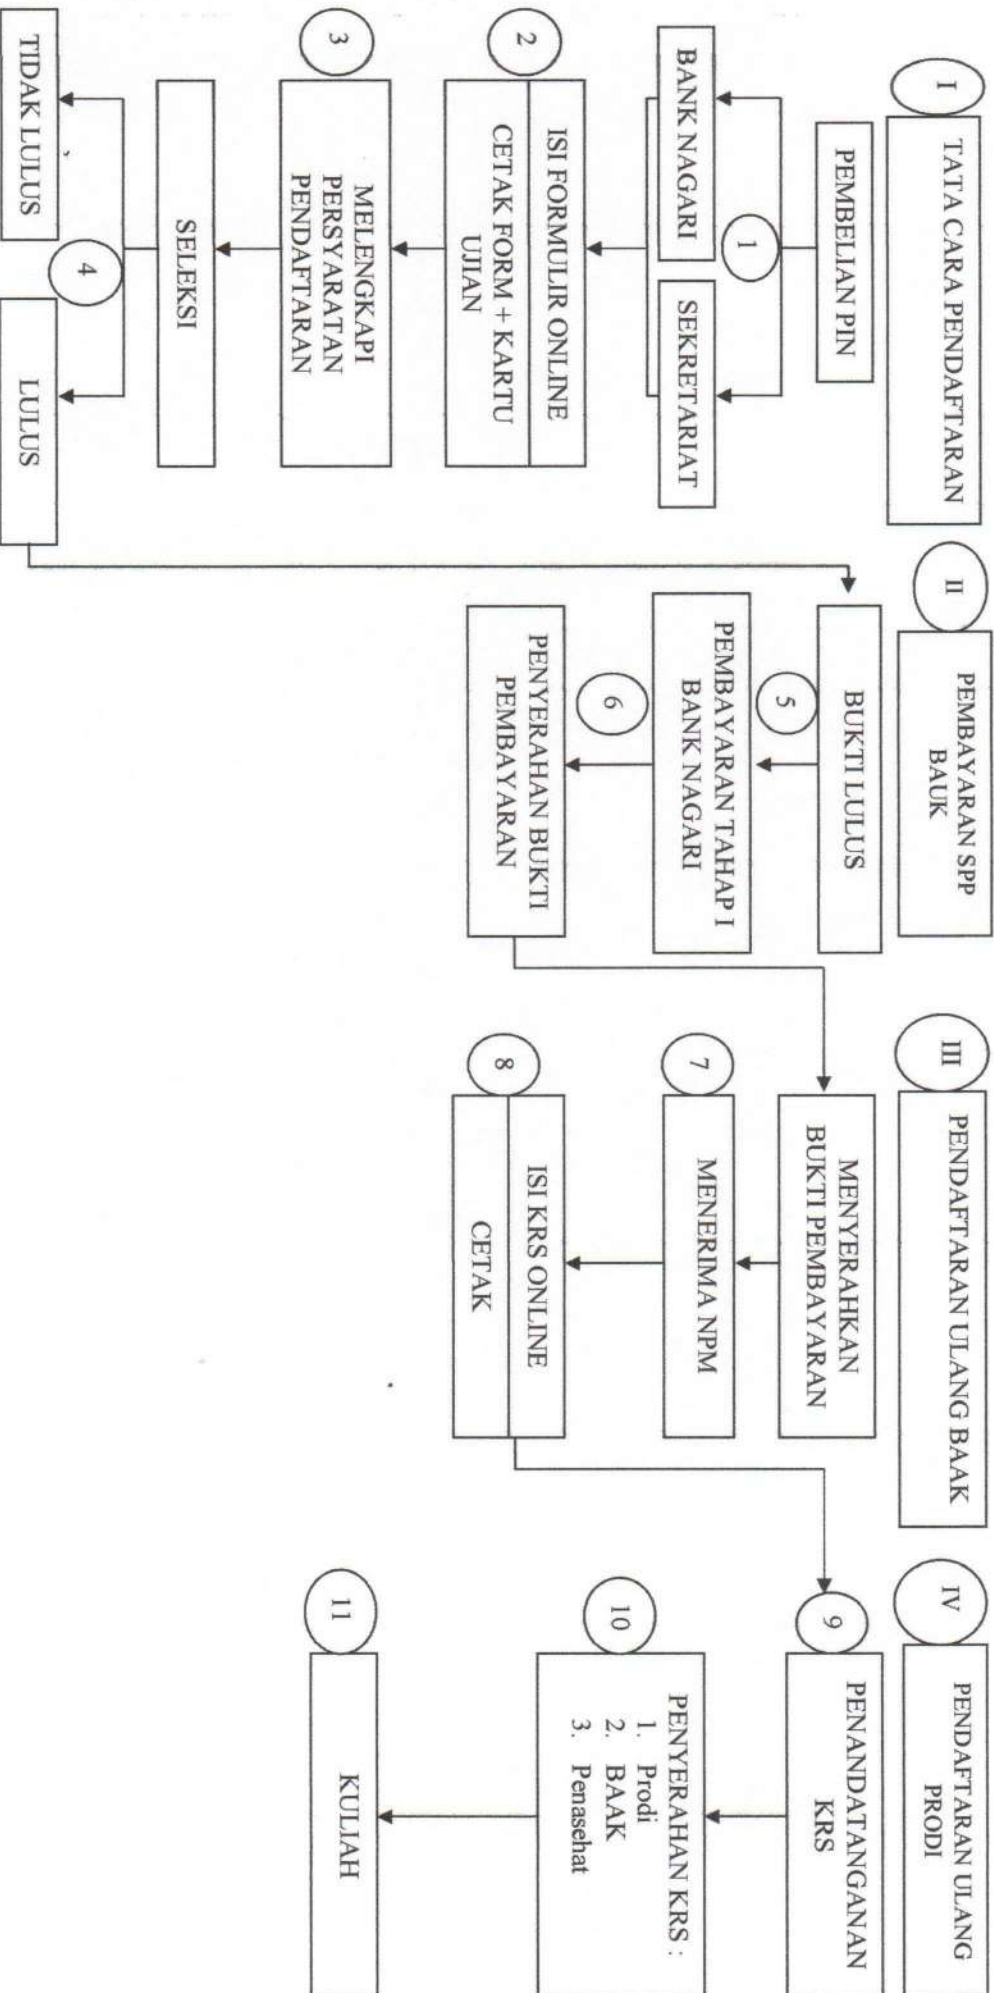 I
TATA CARA PENDAFTARAN
PEMBELIAN PIN
1
BANK NAGARI
SEKRETARIAT
2
ISI FORMULIR ONLINE
CETAK FORM + KARTU
UJIAN
3
MELENGKAPI
PERSYARATAN
PENDAFTARAN
SELEKSI
4
TIDAK LULUS
LULUS
II
PEMBAYARAN SPP
BAUK
BUKTI LULUS
5
PEMBAYARAN TAHAP I
BANK NAGARI
6
PENYERAHAN BUKTI
PEMBAYARAN
III
PENDAFTARAN ULANG BAAK
MENYERAHKAN
BUKTI PEMBAYARAN
7
MENERIMA NPM
8
ISI KRS ONLINE
CETAK
IV
PENDAFTARAN ULANG
PRODI
9
PENANDATANGANAN
KRS
10
PENYERAHAN KRS :
1. Prodi
2. BAAK
3. Penasehat
11
KULIAH